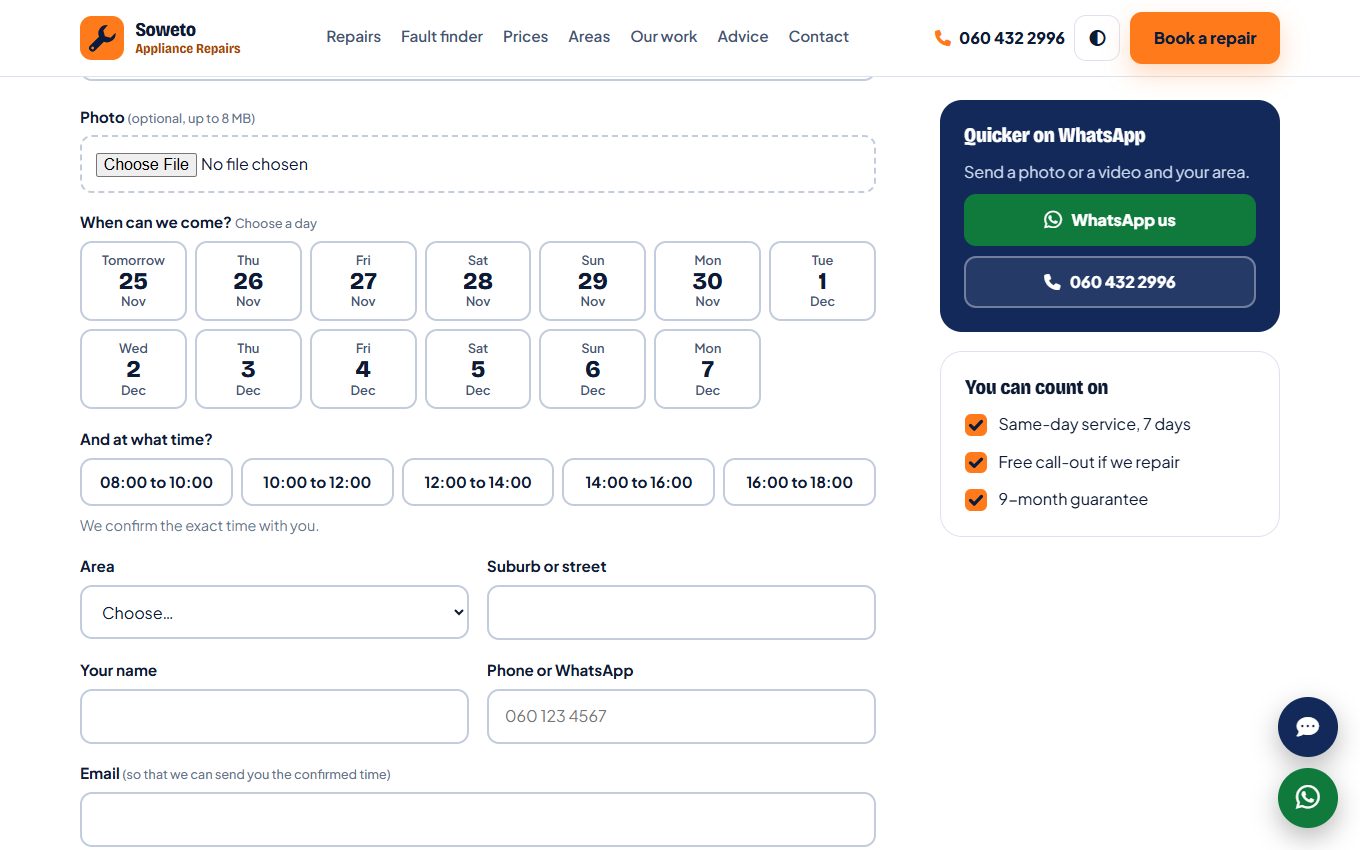 Soweto
Appliance Repairs
Repairs Fault finder Prices Areas Our work Advice Contact
060 432 2996
Book a repair
Photo (optional, up to 8 MB)
Choose File No file chosen
When can we come? Choose a day
Tomorrow 25 Nov
Thu 26 Nov
Fri 27 Nov
Sat 28 Nov
Sun 29 Nov
Mon 30 Nov
Tue 1 Dec
Wed 2 Dec
Thu 3 Dec
Fri 4 Dec
Sat 5 Dec
Sun 6 Dec
Mon 7 Dec
And at what time?
08:00 to 10:00 10:00 to 12:00 12:00 to 14:00 14:00 to 16:00 16:00 to 18:00
We confirm the exact time with you.
Area
Choose...
Suburb or street
Your name
Phone or WhatsApp
060 123 4567
Email (so that we can send you the confirmed time)
Quicker on WhatsApp
Send a photo or a video and your area.
WhatsApp us
060 432 2996
You can count on
Same-day service, 7 days
Free call-out if we repair
9-month guarantee